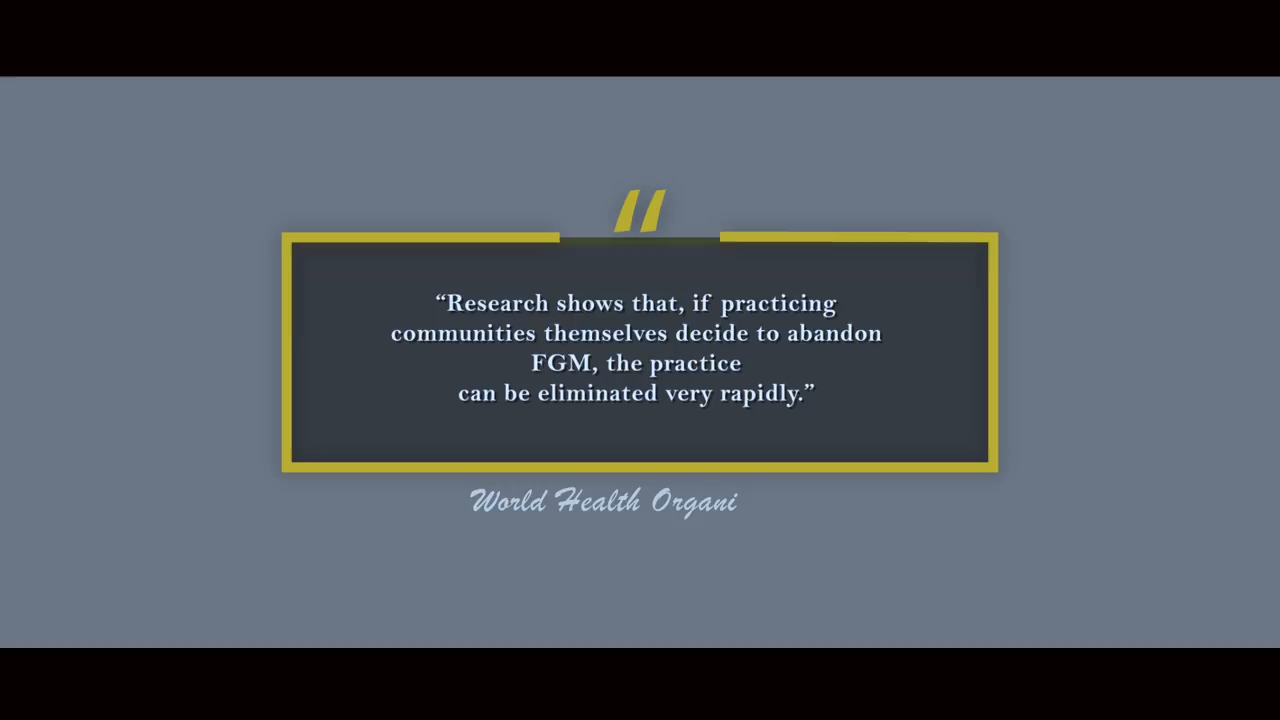 “Research shows that, if practicing
communities themselves decide to abandon
FGM, the practice
can be eliminated very rapidly.”
World Health Organi